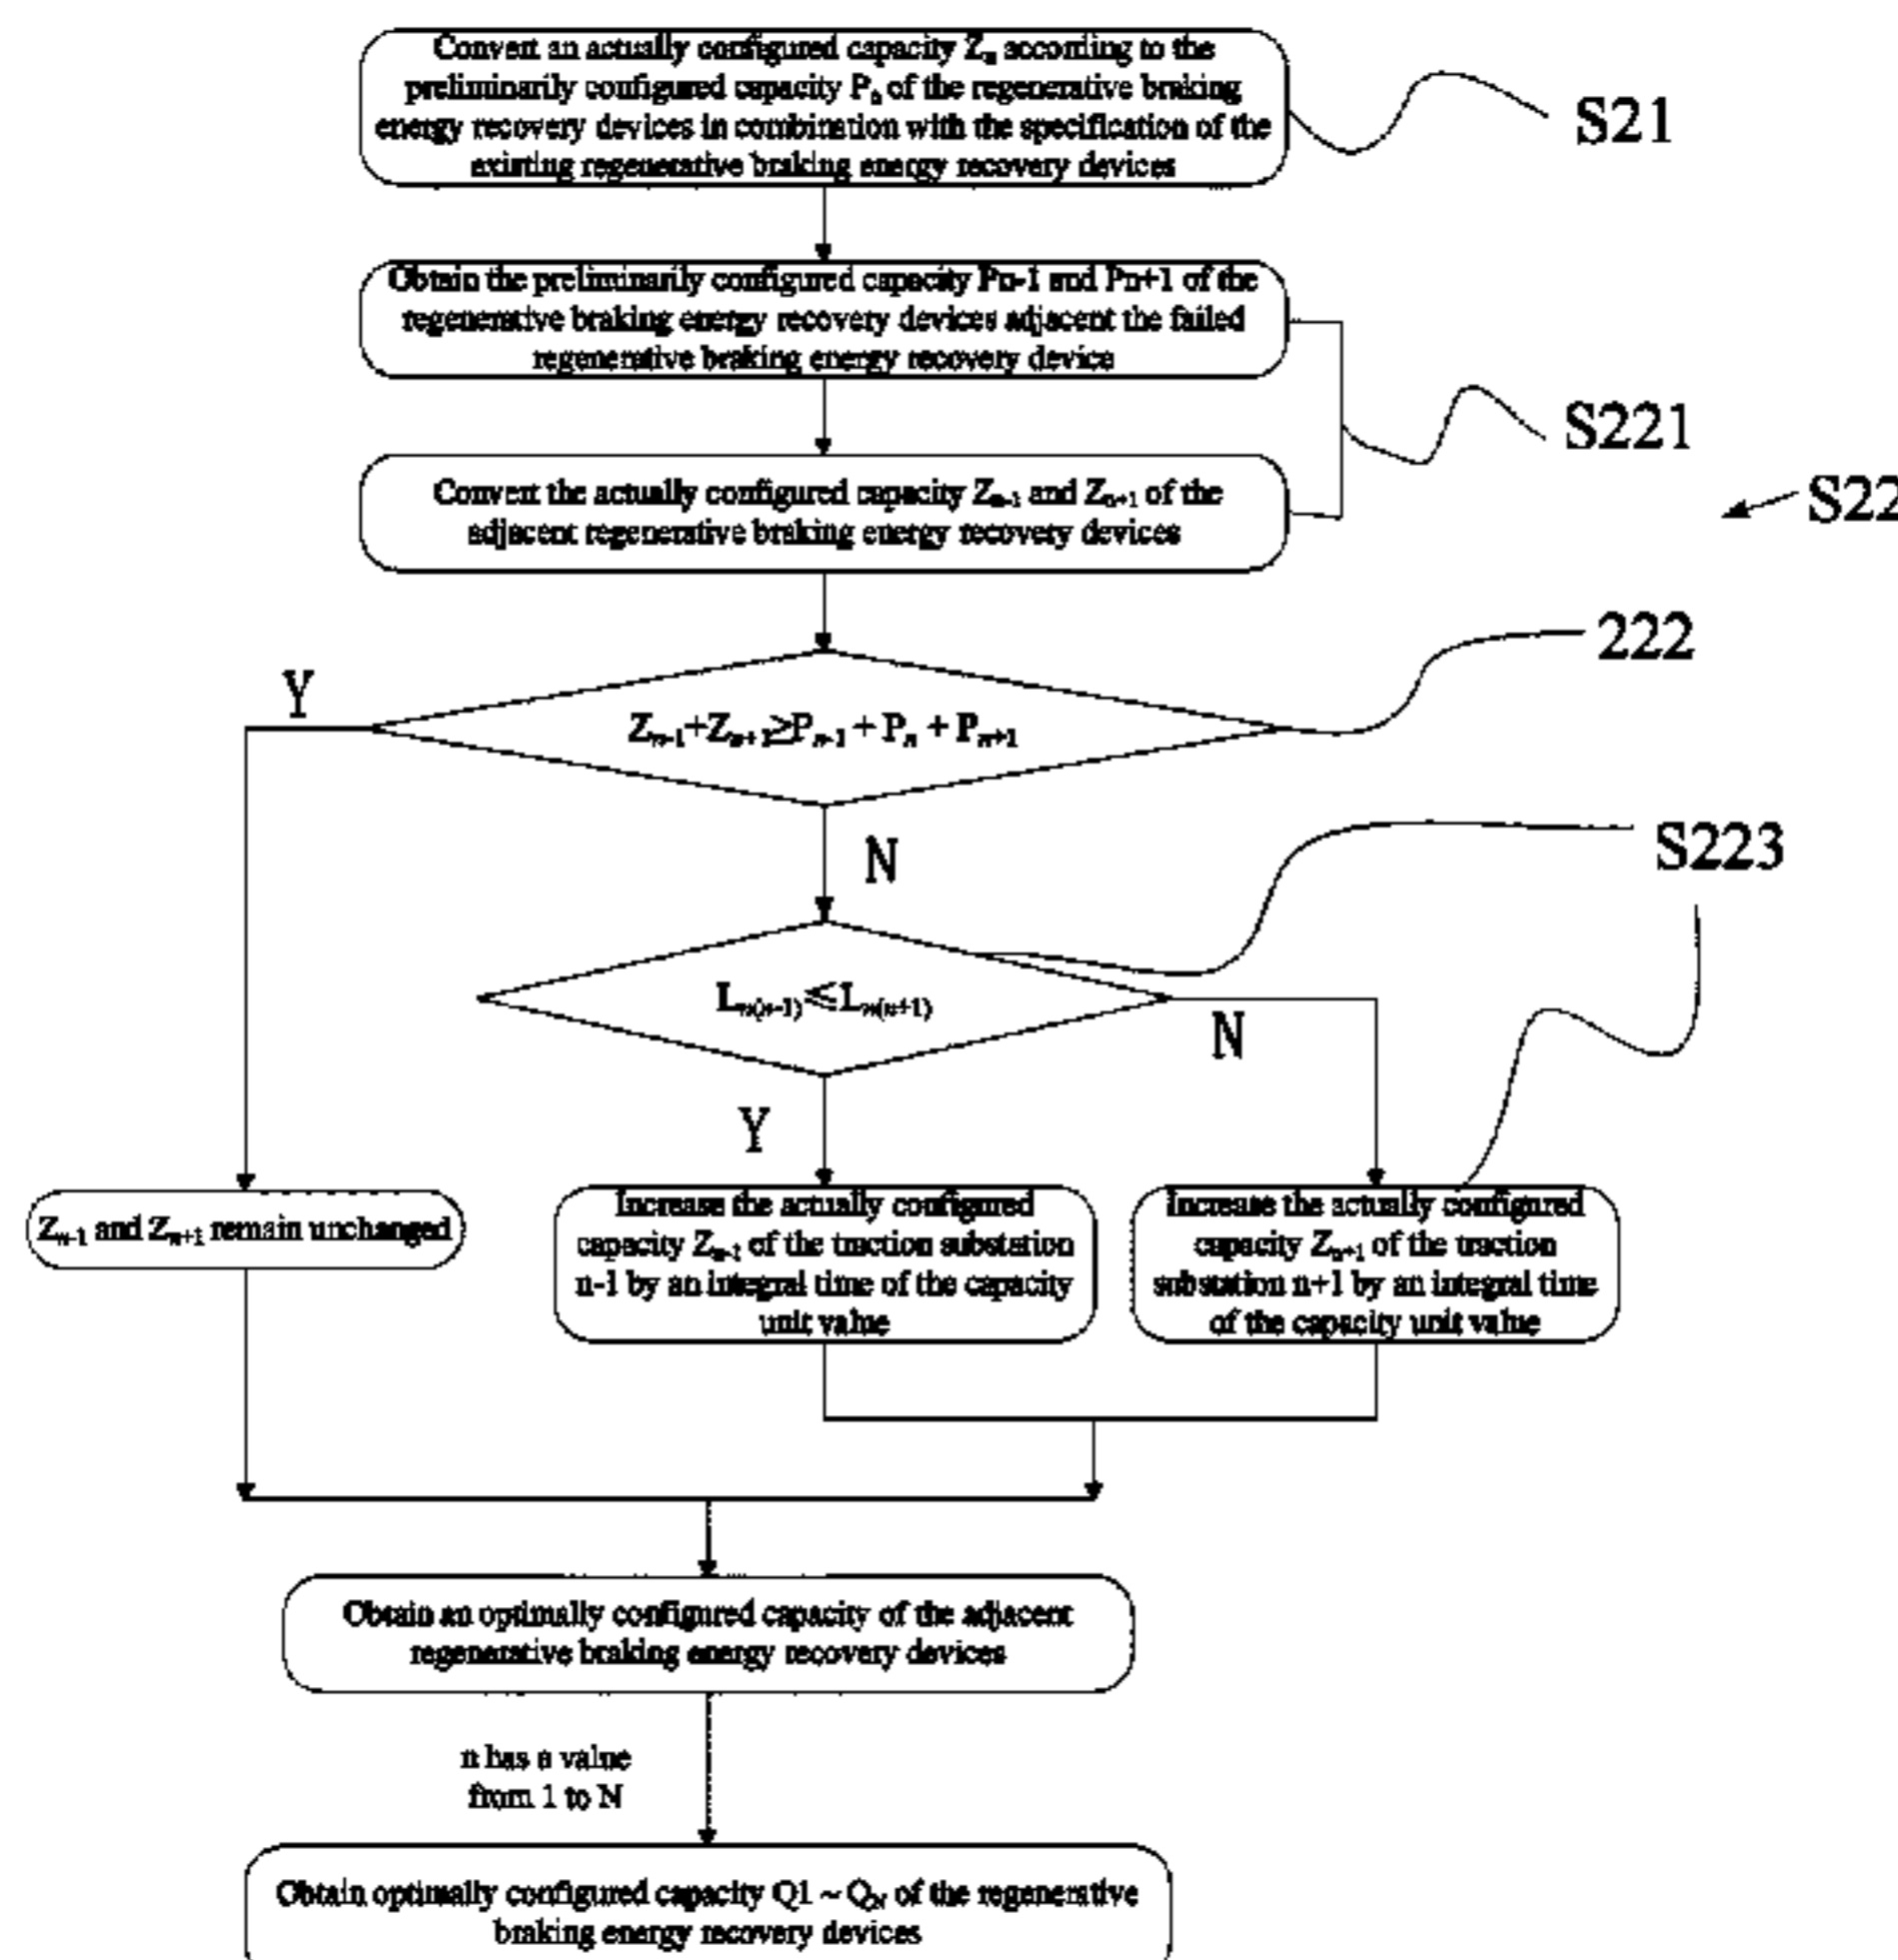 Convert an actually configured capacity Zₙ according to the
preliminarily configured capacity Pₙ of the regenerative braking
energy recovery devices in combination with the specification of the
existing regenerative braking energy recovery devices
S21
Obtain the preliminarily configured capacity Pn-1 and Pn+1 of the
regenerative braking energy recovery devices adjacent the failed
regenerative braking energy recovery device
S221
Convert the actually configured capacity Zₙ₋₁ and Zₙ₊₁ of the
adjacent regenerative braking energy recovery devices
S22
222
Y
Zₙ₋₁+Zₙ₊₁≥Pₙ₋₁ + Pₙ + Pₙ₊₁
N
S223
Lₙ₍ₙ₋₁₎≤Lₙ₍ₙ₊₁₎
N
Y
Zₙ₋₁ and Zₙ₊₁ remain unchanged
Increase the actually configured
capacity Zₙ₋₁ of the traction substation
n-1 by an integral time of the capacity
unit value
Increase the actually configured
capacity Zₙ₊₁ of the traction
substation n+1 by an integral time
of the capacity unit value
Obtain an optimally configured capacity of the adjacent
regenerative braking energy recovery devices
n has a value
from 1 to N
Obtain optimally configured capacity Q1 ~ Q_N of the regenerative
braking energy recovery devices